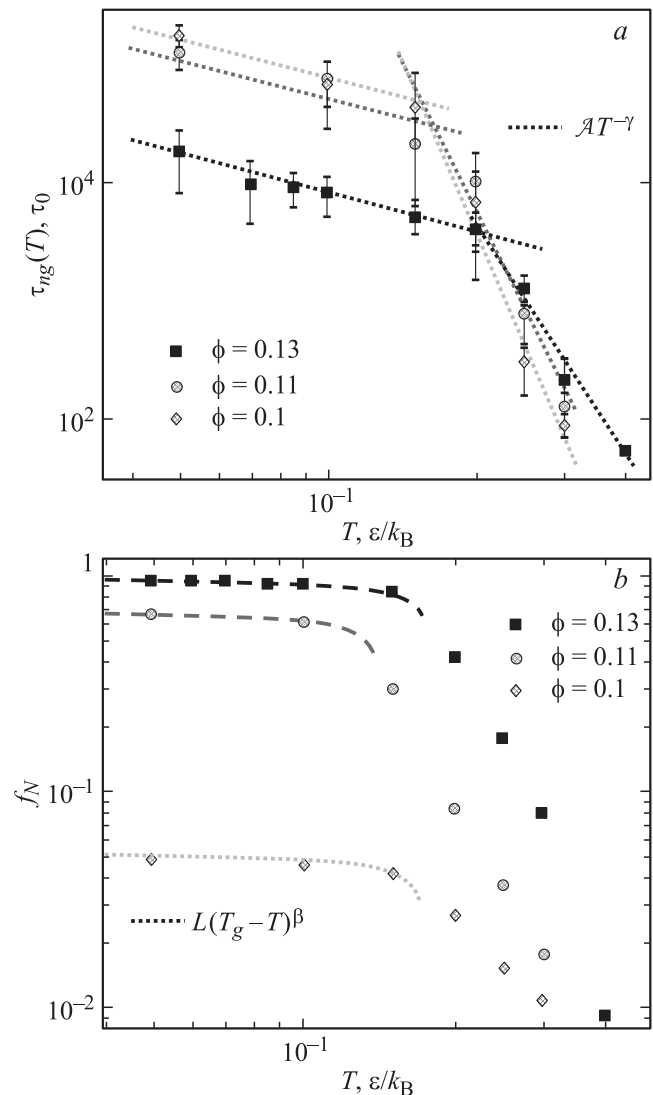 a
𝒜T^−γ
10^4
τ_ng(T), τ_0
ϕ = 0.13
ϕ = 0.11
ϕ = 0.1
10^2
10^−1
T, ε/k_B
1
b
ϕ = 0.13
ϕ = 0.11
ϕ = 0.1
10^−1
f_N
L(T_g − T)^β
10^−2
10^−1
T, ε/k_B